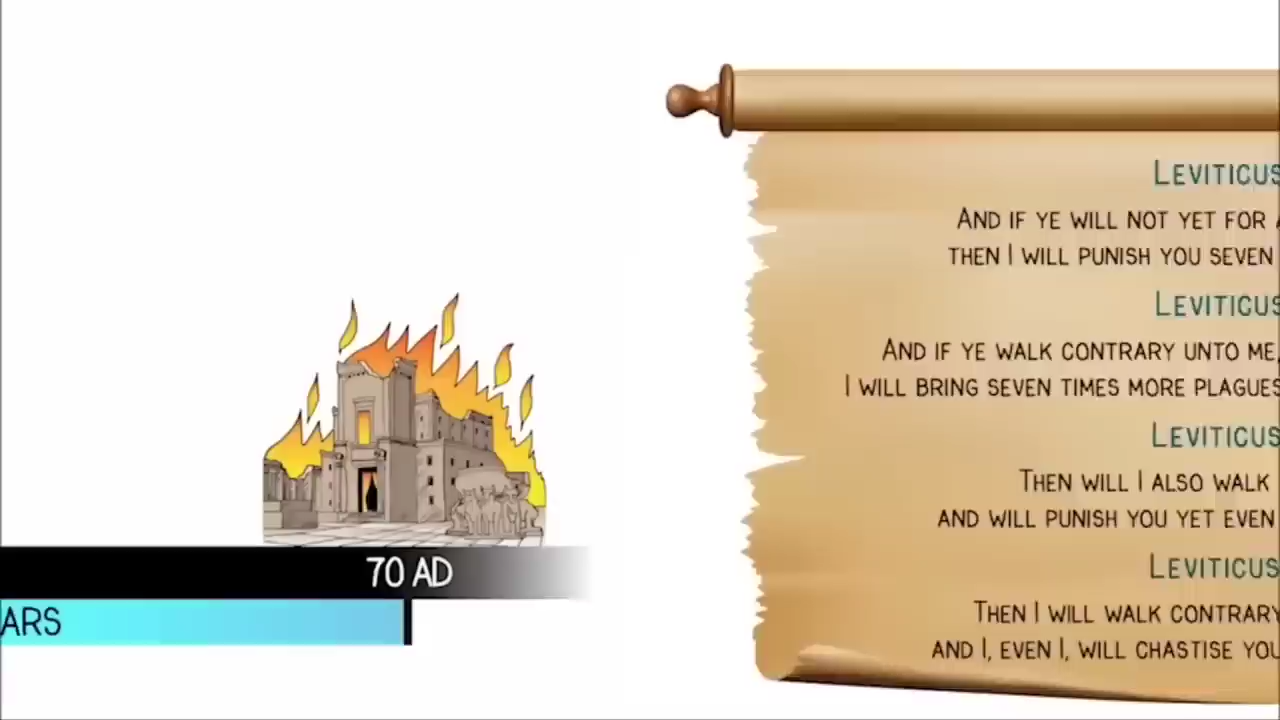 70 AD
ARS
LEVITICUS
AND IF YE WILL NOT YET FOR
THEN I WILL PUNISH YOU SEVEN
LEVITICUS
AND IF YE WALK CONTRARY UNTO ME,
I WILL BRING SEVEN TIMES MORE PLAGUES
LEVITICUS
THEN WILL I ALSO WALK
AND WILL PUNISH YOU YET EVEN
LEVITICUS
THEN I WILL WALK CONTRARY
AND I, EVEN I, WILL CHASTISE YOU